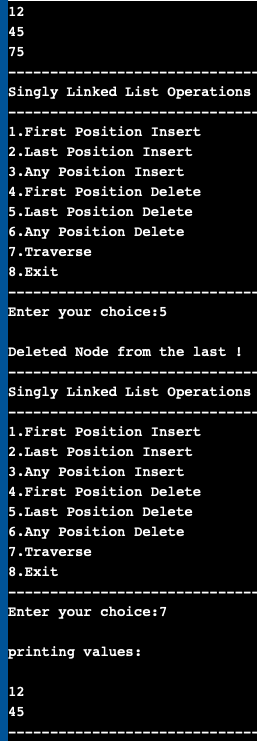 12
45
75
--------------------------------
Singly Linked List Operations
--------------------------------
1.First Position Insert
2.Last Position Insert
3.Any Position Insert
4.First Position Delete
5.Last Position Delete
6.Any Position Delete
7.Traverse
8.Exit
--------------------------------
Enter your choice:5
Deleted Node from the last !
--------------------------------
Singly Linked List Operations
--------------------------------
1.First Position Insert
2.Last Position Insert
3.Any Position Insert
4.First Position Delete
5.Last Position Delete
6.Any Position Delete
7.Traverse
8.Exit
--------------------------------
Enter your choice:7
printing values:
12
45
--------------------------------